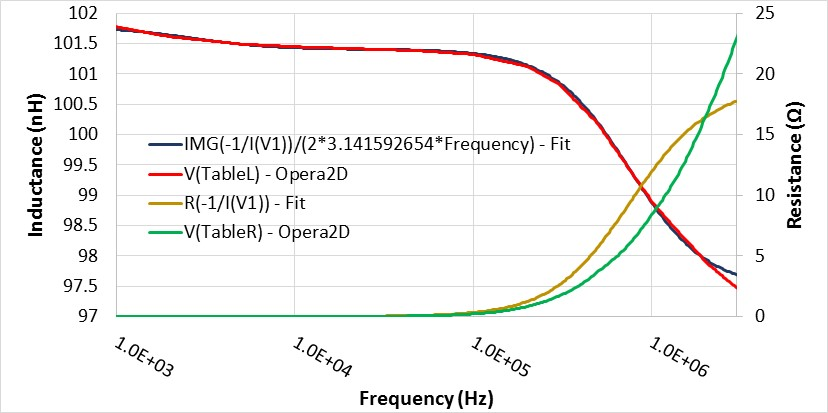 102
101.5
101
100.5
100
99.5
99
98.5
98
97.5
97
Inductance (nH)
IMG(-1/I(V1))/(2*3.141592654*Frequency) - Fit
V(TableL) - Opera2D
R(-1/I(V1)) - Fit
V(TableR) - Opera2D
25
20
15
10
5
0
Resistance (Ω)
1.0E+03
1.0E+04
1.0E+05
1.0E+06
Frequency (Hz)